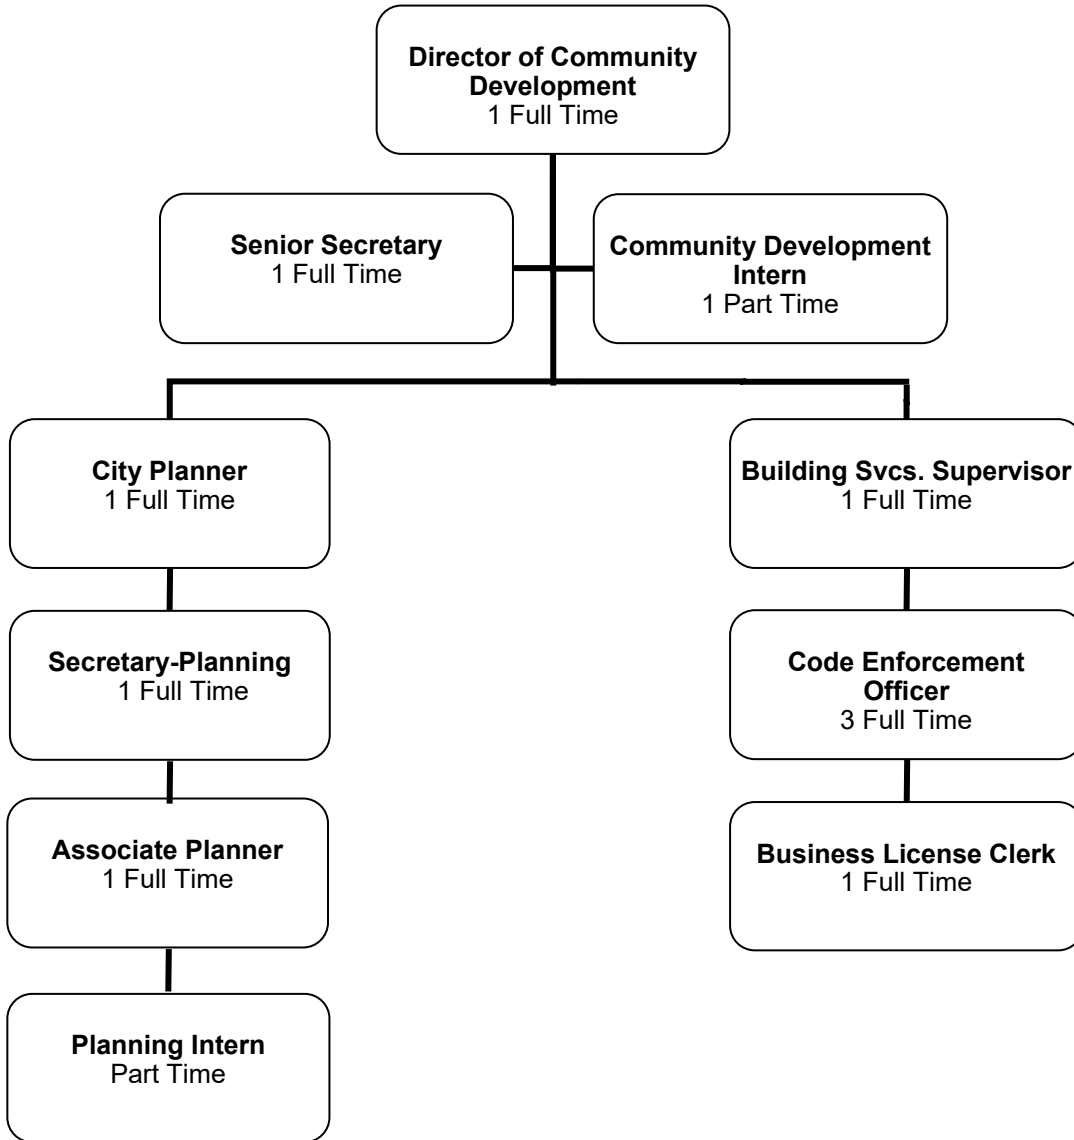 Director of Community
Development
1 Full Time
Senior Secretary
1 Full Time
Community Development
Intern
1 Part Time
City Planner
1 Full Time
Building Svcs. Supervisor
1 Full Time
Secretary-Planning
1 Full Time
Code Enforcement
Officer
3 Full Time
Associate Planner
1 Full Time
Business License Clerk
1 Full Time
Planning Intern
Part Time